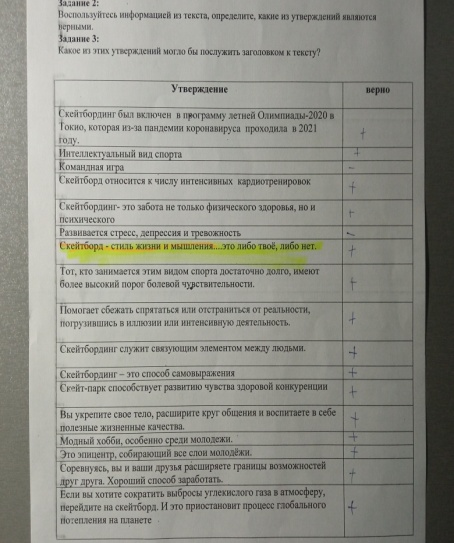 Задание 2:
Воспользуйтесь информацией из текста, определите, какие из утверждений являются
верными.
Задание 3:
Какое из этих утверждений могло бы послужить заголовком к тексту?
Утверждение верно
Скейтбординг был включен в программу летней Олимпиады-2020 в
Токио, которая из-за пандемии коронавируса проходила в 2021 +
году.
Интеллектуальный вид спорта +
Командная игра -
Скейтборд относится к числу интенсивных кардиотренировок +
Скейтбординг- это забота не только физического здоровья, но и +
психического
Развивается стресс, депрессия и тревожность -
Скейтборд - стиль жизни и мышления....это либо твоё, либо нет. +
Тот, кто занимается этим видом спорта достаточно долго, имеют
более высокий порог болевой чувствительности. +
Помогает сбежать спрятаться или отстраниться от реальности,
погрузившись в иллюзии или интенсивную деятельность. +
Скейтбординг служит связующим элементом между людьми. +
Скейтбординг – это способ самовыражения +
Скейт-парк способствует развитию чувства здоровой конкуренции +
Вы укрепите свое тело, расширите круг общения и воспитаете в себе +
полезные жизненные качества.
Модный хобби, особенно среди молодежи. +
Это эпицентр, собирающий все слои молодёжи. +
Соревнуясь, вы и ваши друзья расширяете границы возможностей
друг друга. Хороший способ заработать. +
Если вы хотите сократить выбросы углекислого газа в атмосферу,
перейдите на скейтборд. И это приостановит процесс глобального +
потепления на планете